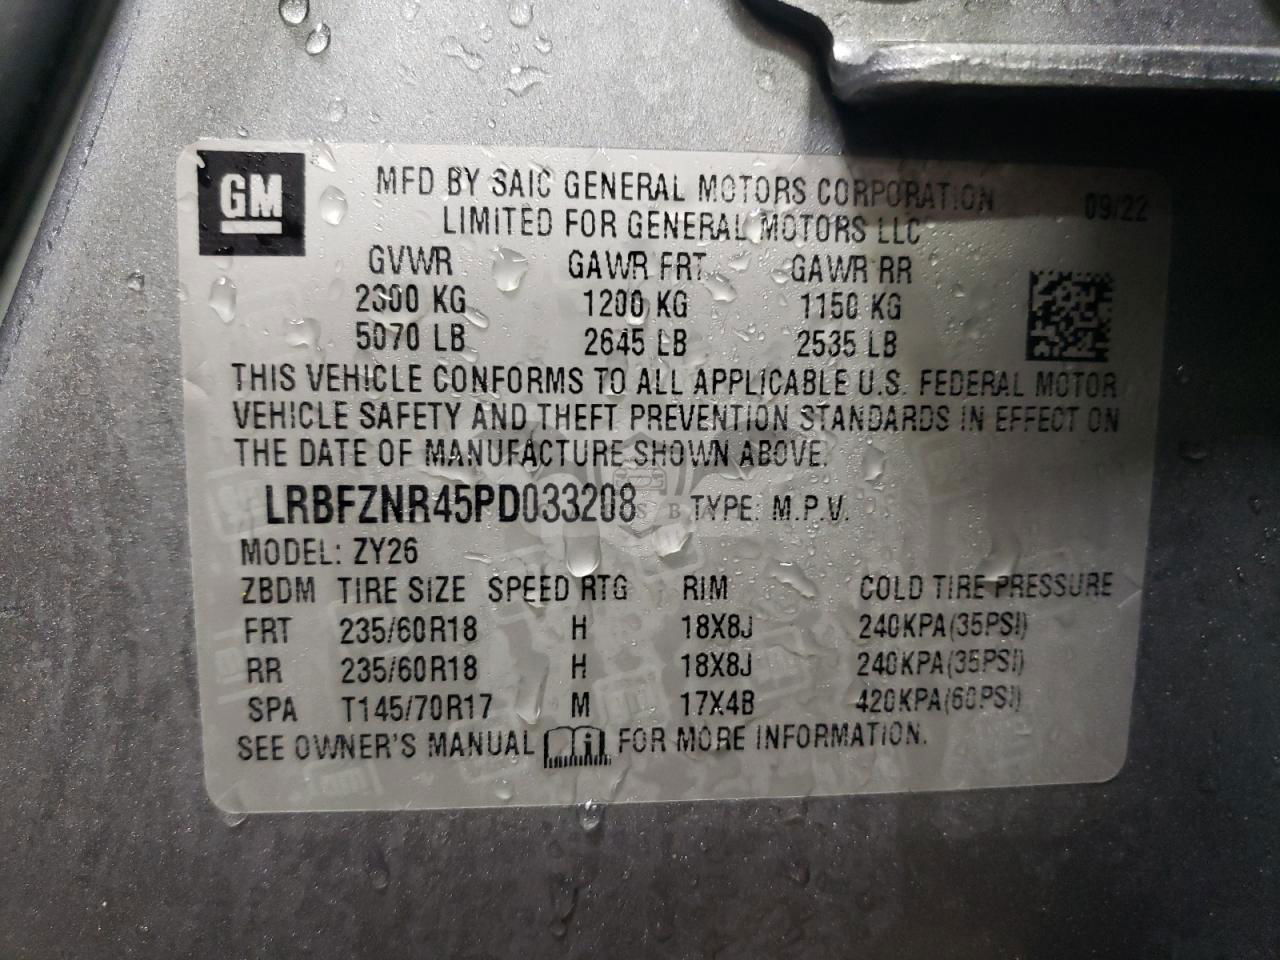 GM
MFD BY SAIC GENERAL MOTORS CORPORATION
LIMITED FOR GENERAL MOTORS LLC
09/22
GVWR GAWR FRT GAWR RR
2300 KG 1200 KG 1150 KG
5070 LB 2645 LB 2535 LB
THIS VEHICLE CONFORMS TO ALL APPLICABLE U.S. FEDERAL MOTOR
VEHICLE SAFETY AND THEFT PREVENTION STANDARDS IN EFFECT ON
THE DATE OF MANUFACTURE SHOWN ABOVE.
LRBFZNR45PD033208 TYPE: M.P.V.
MODEL: ZY26
ZBDM TIRE SIZE SPEED RTG RIM COLD TIRE PRESSURE
FRT 235/60R18 H 18X8J 240KPA(35PSI)
RR 235/60R18 H 18X8J 240KPA(35PSI)
SPA T145/70R17 M 17X4B 420KPA(60PSI)
SEE OWNER'S MANUAL FOR MORE INFORMATION.